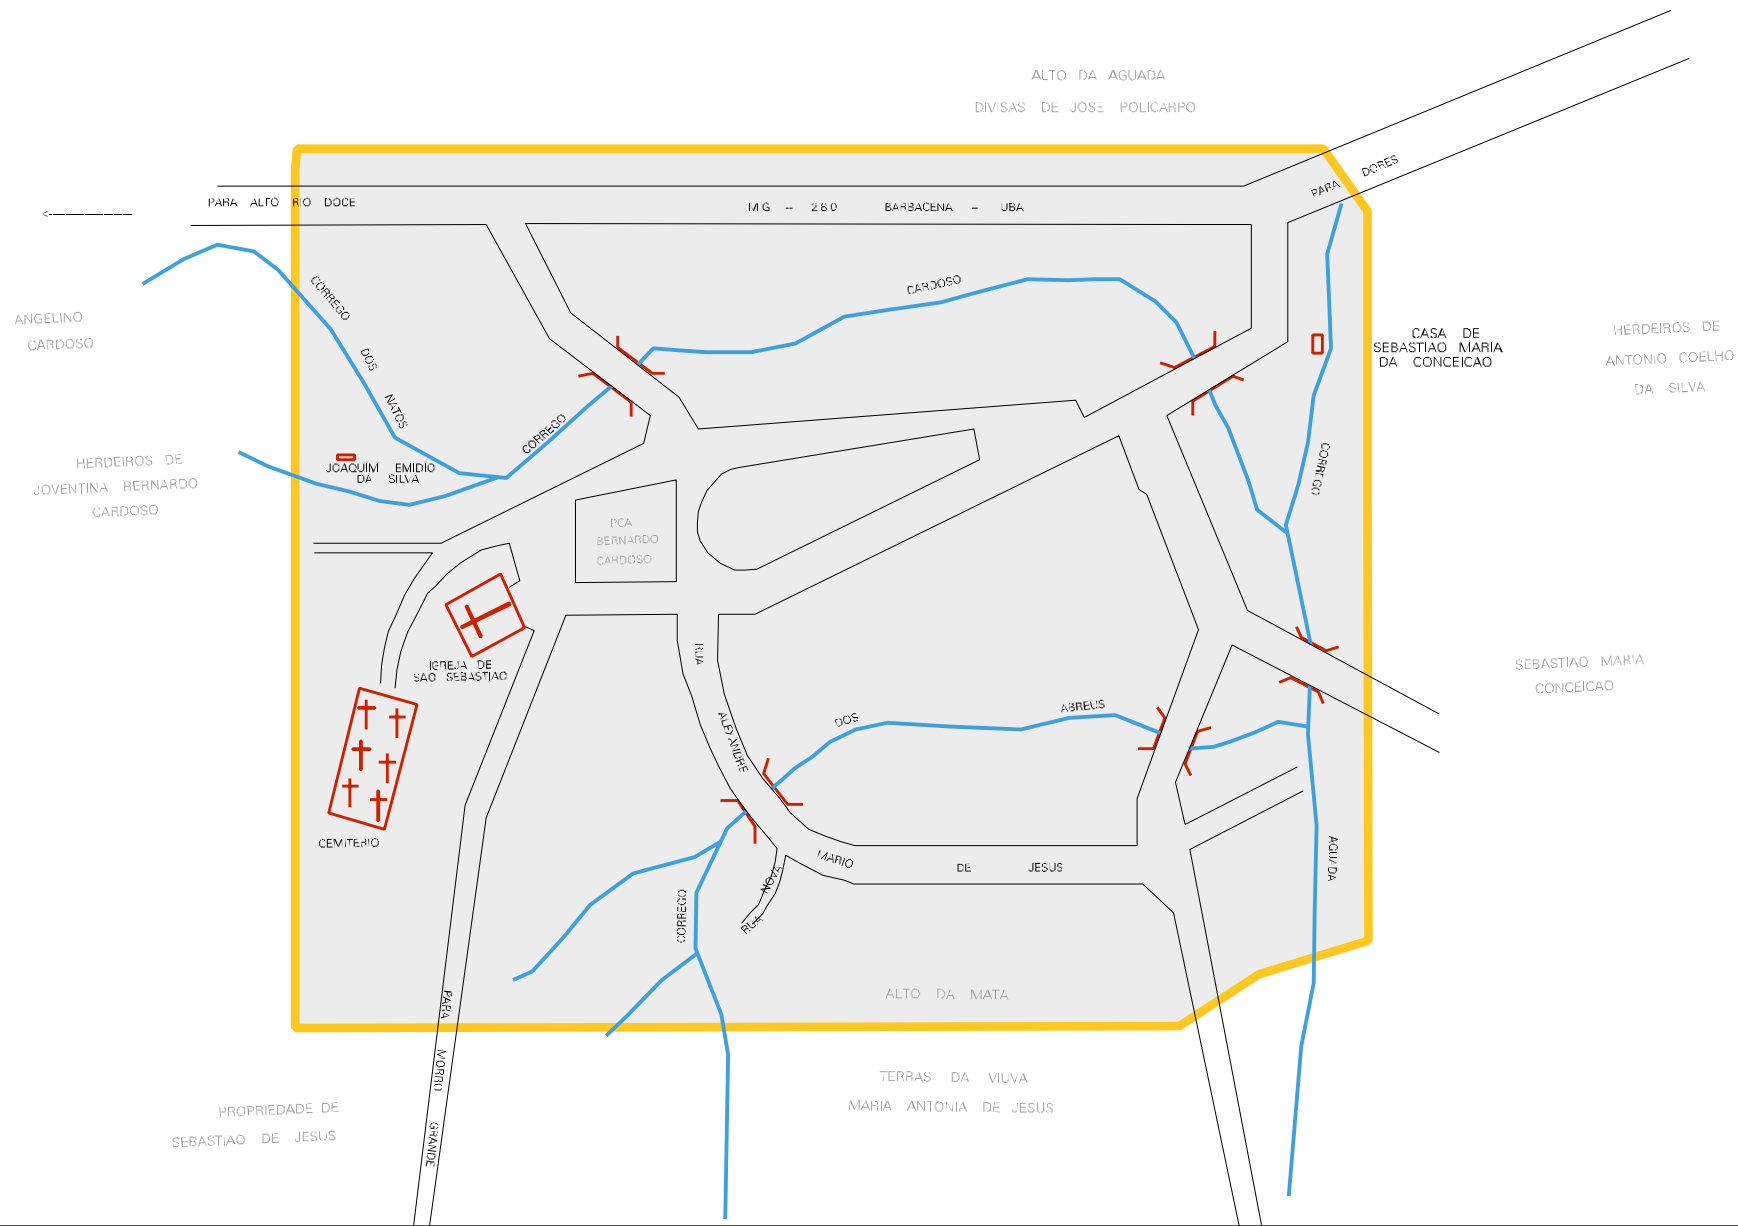 ALTO DA AGUADA
DIVISAS DE JOSE POLICARPO
PARA DORES
PARA ALTO RIO DOCE
MG - 280 BARBACENA - UBA
CORREGO DOS NATOS
CORREGO CARDOSO
ANGELINO
CARDOSO
CASA DE
SEBASTIAO MARIA
DA CONCEICAO
HERDEIROS DE
ANTONIO COELHO
DA SILVA
HERDEIROS DE
JOVENTINA BERNARDO
CARDOSO
JOAQUIM EMIDIO
DA SILVA
PCA
BERNARDO
CARDOSO
CORREGO AGUADA
IGREJA DE
SAO SEBASTIAO
SEBASTIAO MARIA
CONCEICAO
RUA ALEXANDRE MARIO DE JESUS
CORREGO DOS ABREUS
CEMITERIO
RUA NOVA
ALTO DA MATA
PARA MORRO GRANDE
TERRAS DA VIUVA
MARIA ANTONIA DE JESUS
PROPRIEDADE DE
SEBASTIAO DE JESUS